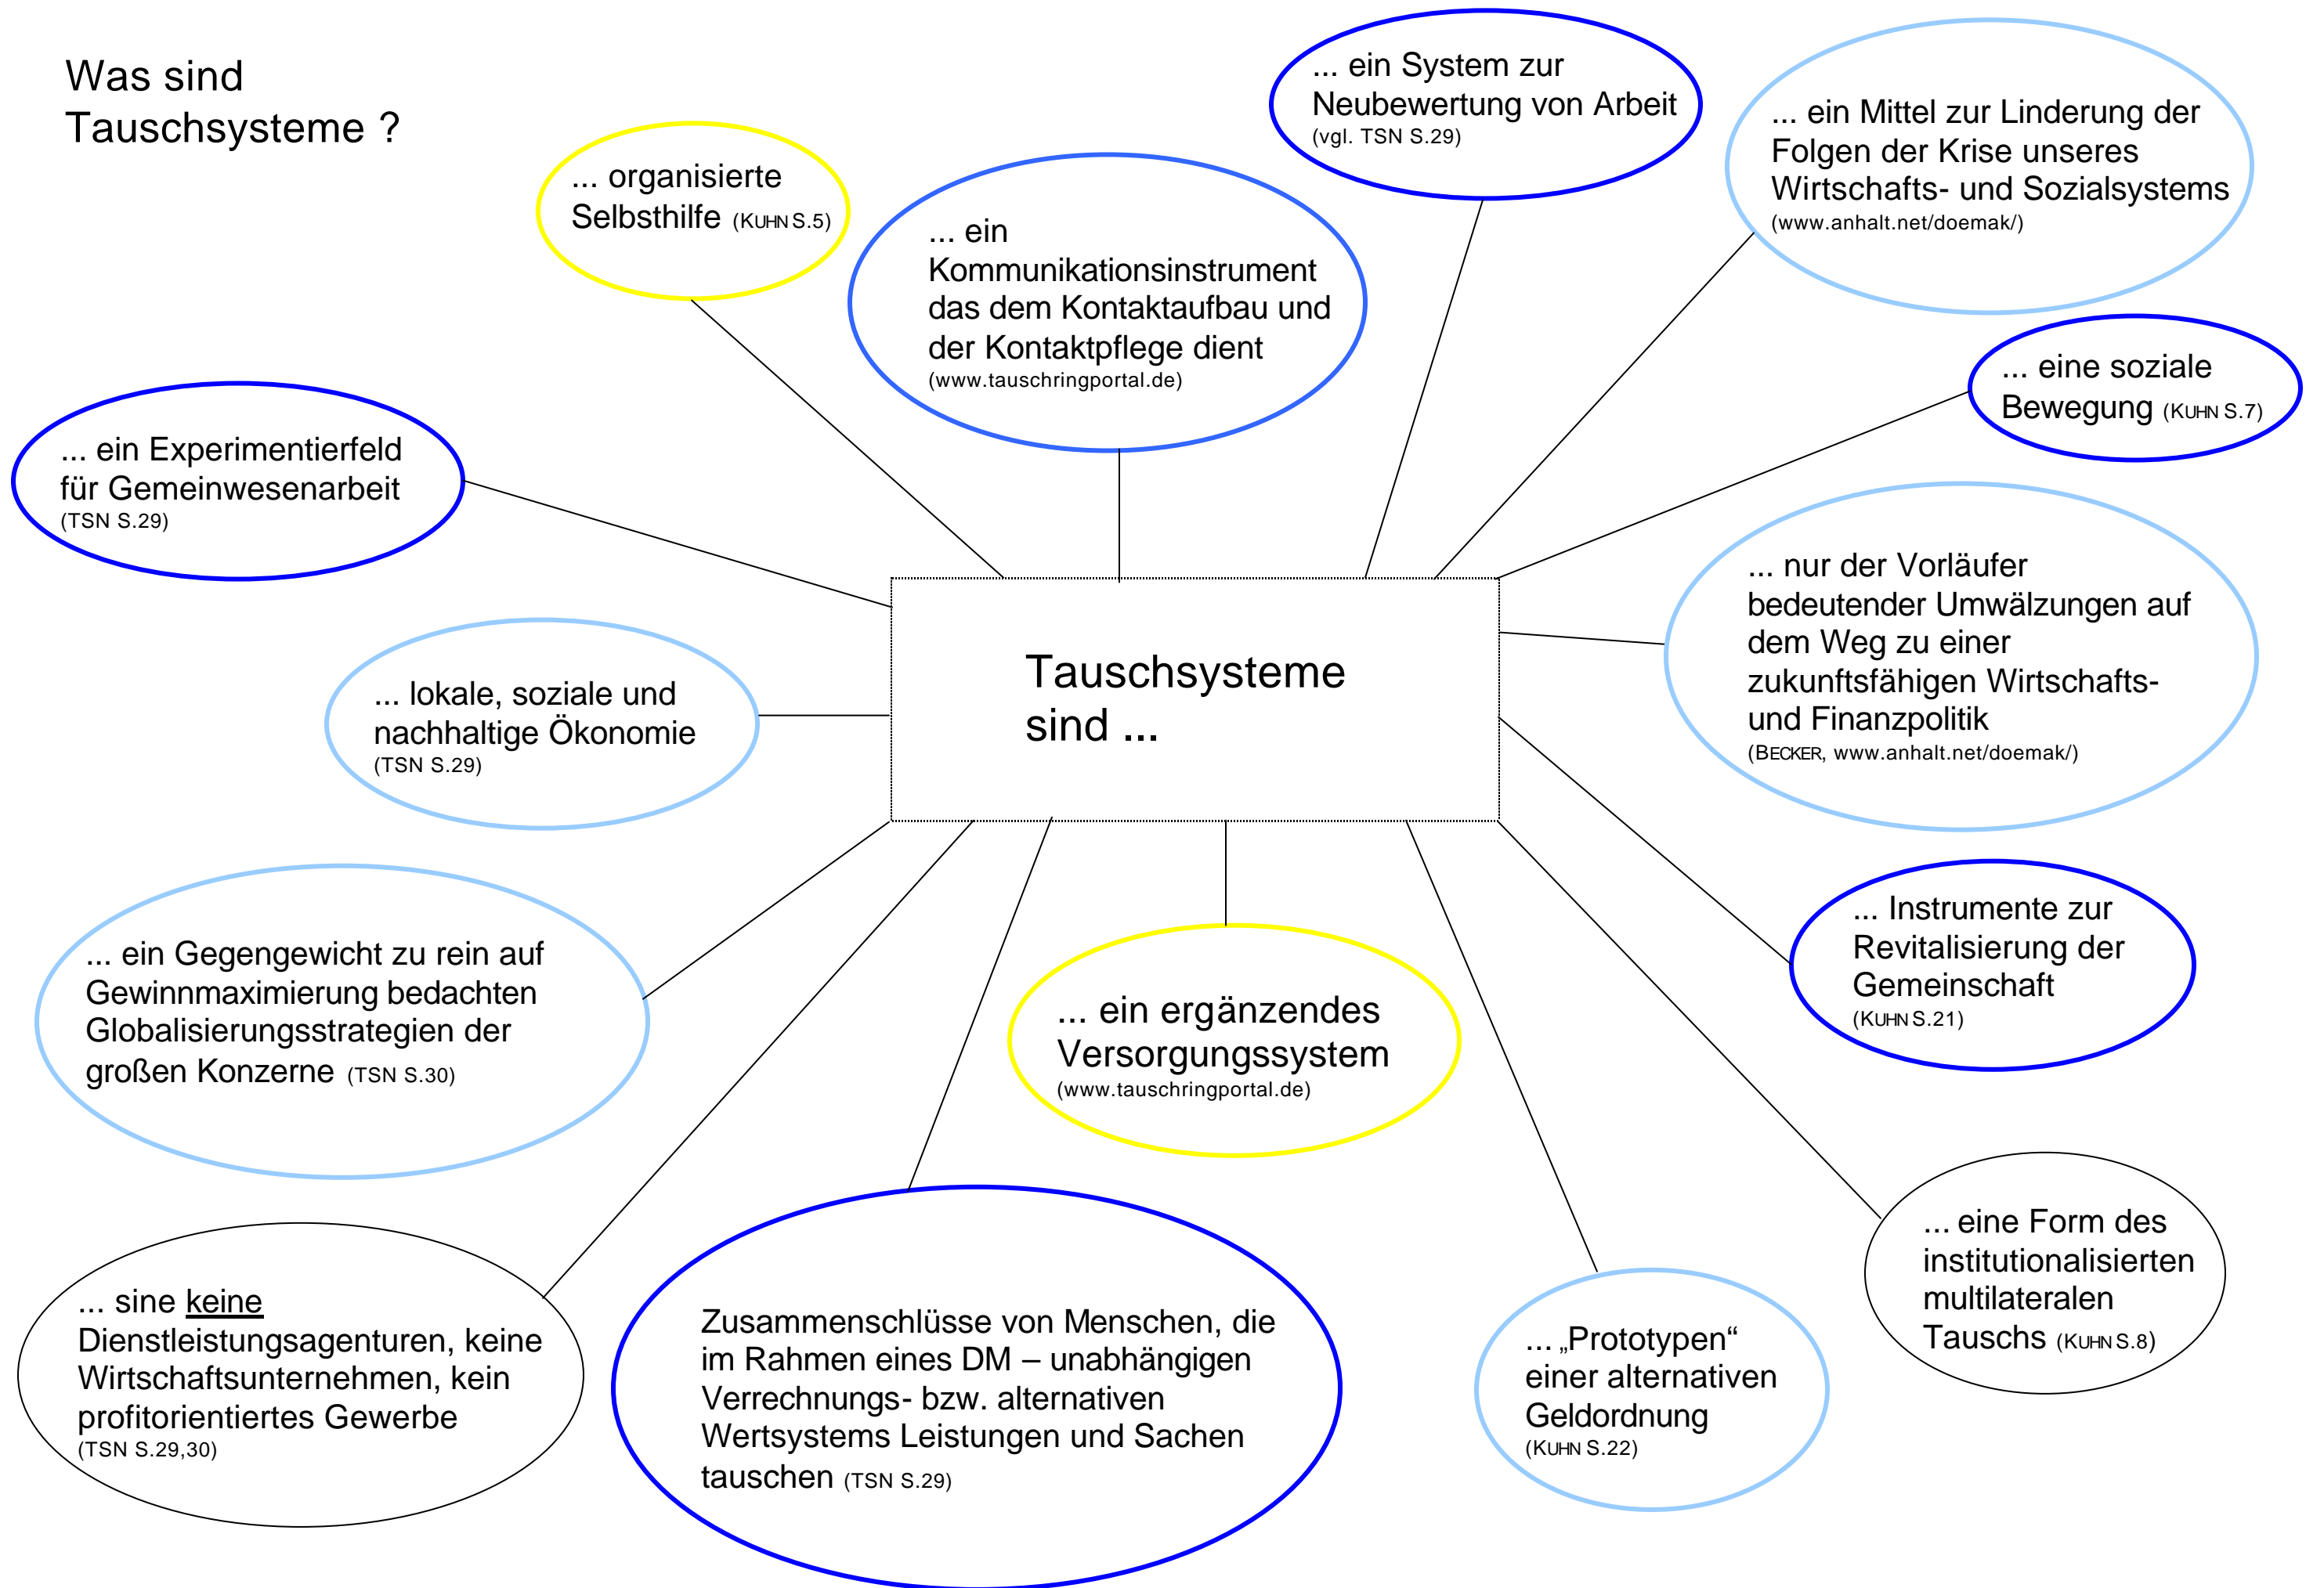 Was sind
Tauschsysteme ?
... organisierte
Selbsthilfe (KUHN S.5)
... ein
Kommunikationsinstrument
das dem Kontaktaufbau und
der Kontaktpflege dient
(www.tauschringportal.de)
... ein System zur
Neubewertung von Arbeit
(vgl. TSN S.29)
... ein Mittel zur Linderung der
Folgen der Krise unseres
Wirtschafts- und Sozialsystems
(www.anhalt.net/doemak/)
... eine soziale
Bewegung (KUHN S.7)
... ein Experimentierfeld
für Gemeinwesenarbeit
(TSN S.29)
... nur der Vorläufer
bedeutender Umwälzungen auf
dem Weg zu einer
zukunftsfähigen Wirtschafts-
und Finanzpolitik
(BECKER, www.anhalt.net/doemak/)
Tauschsysteme
sind ...
... lokale, soziale und
nachhaltige Ökonomie
(TSN S.29)
... ein Gegengewicht zu rein auf
Gewinnmaximierung bedachten
Globalisierungsstrategien der
großen Konzerne (TSN S.30)
... ein ergänzendes
Versorgungssystem
(www.tauschringportal.de)
... Instrumente zur
Revitalisierung der
Gemeinschaft
(KUHN S.21)
... sine keine
Dienstleistungsagenturen, keine
Wirtschaftsunternehmen, kein
profitorientiertes Gewerbe
(TSN S.29,30)
Zusammenschlüsse von Menschen, die
im Rahmen eines DM – unabhängigen
Verrechnungs- bzw. alternativen
Wertsystems Leistungen und Sachen
tauschen (TSN S.29)
... „Prototypen“
einer alternativen
Geldordnung
(KUHN S.22)
... eine Form des
institutionalisierten
multilateralen
Tauschs (KUHN S.8)